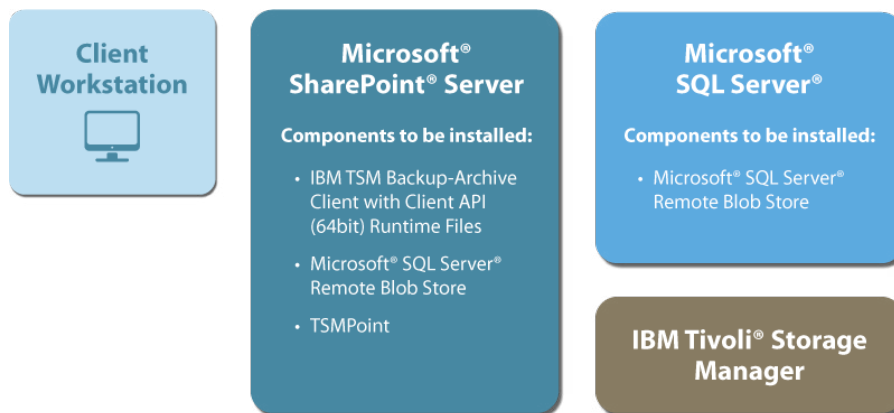 Client
Workstation
Microsoft®
SharePoint® Server
Components to be installed:
• IBM TSM Backup-Archive
Client with Client API
(64bit) Runtime Files
• Microsoft® SQL Server®
Remote Blob Store
• TSMPoint
Microsoft®
SQL Server®
Components to be installed:
• Microsoft® SQL Server®
Remote Blob Store
IBM Tivoli® Storage
Manager